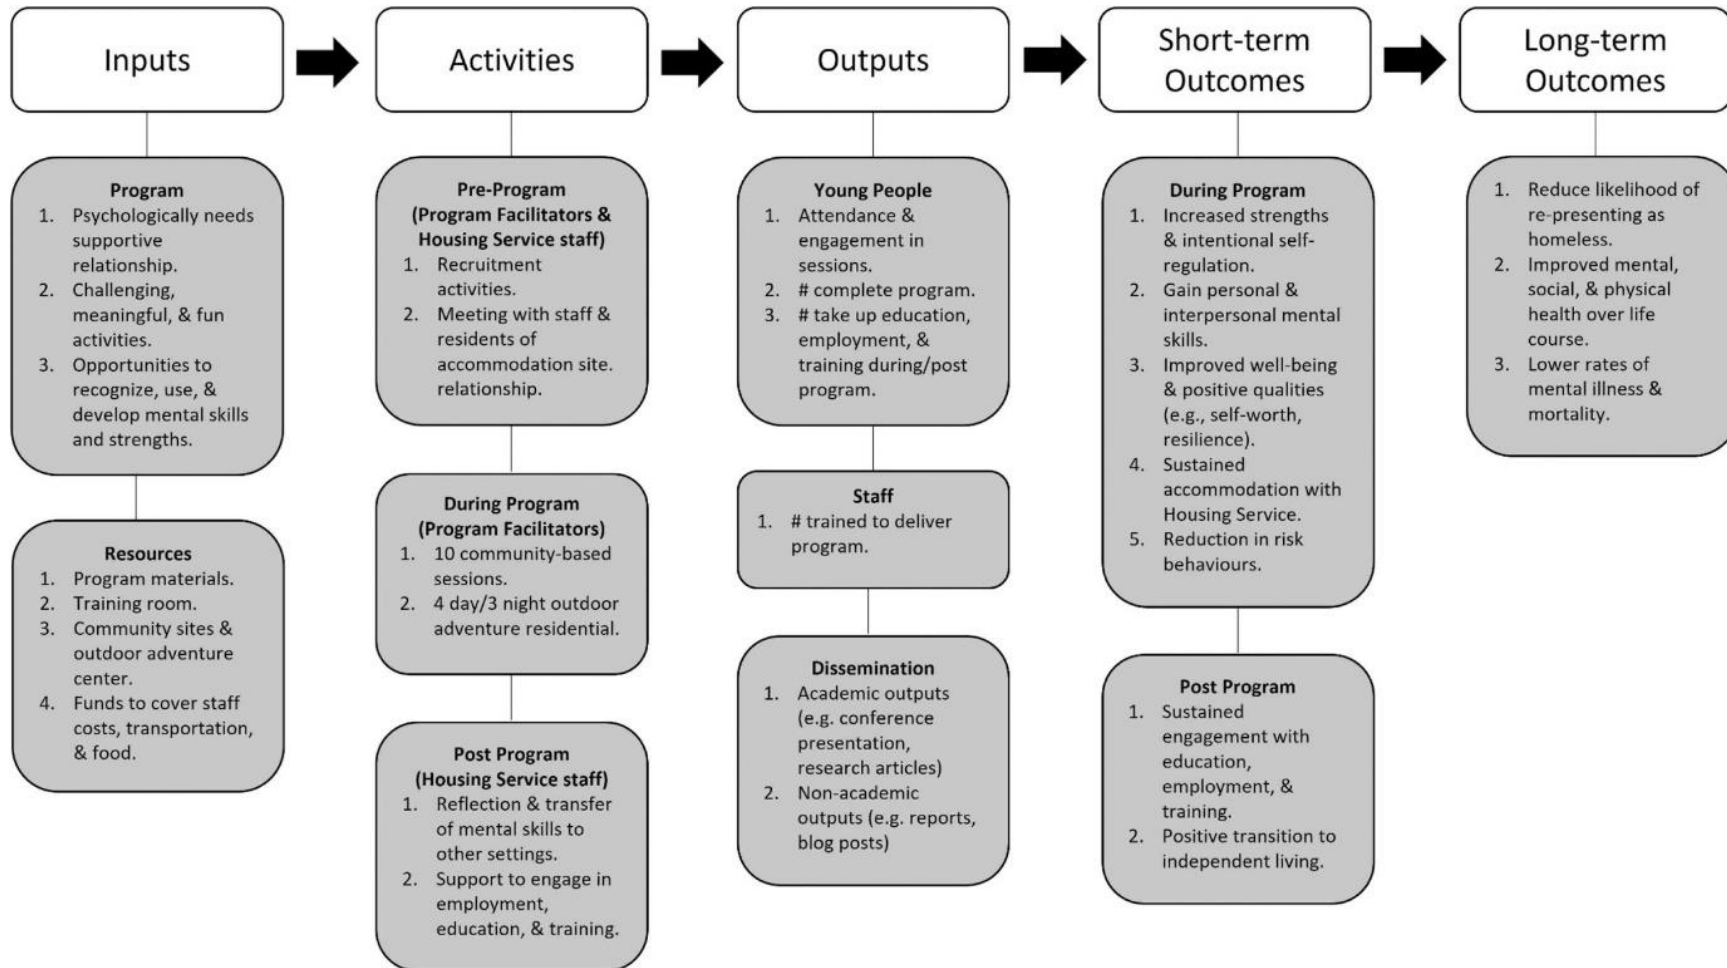 Inputs
Activities
Outputs
Short-term
Outcomes
Long-term
Outcomes
Program
1. Psychologically needs
supportive
relationship.
2. Challenging,
meaningful, & fun
activities.
3. Opportunities to
recognize, use, &
develop mental skills
and strengths.
Resources
1. Program materials.
2. Training room.
3. Community sites &
outdoor adventure
center.
4. Funds to cover staff
costs, transportation,
& food.
Pre-Program
(Program Facilitators &
Housing Service staff)
1. Recruitment
activities.
2. Meeting with staff &
residents of
accommodation site.
relationship.
During Program
(Program Facilitators)
1. 10 community-based
sessions.
2. 4 day/3 night outdoor
adventure residential.
Post Program
(Housing Service staff)
1. Reflection & transfer
of mental skills to
other settings.
2. Support to engage in
employment,
education, & training.
Young People
1. Attendance &
engagement in
sessions.
2. # complete program.
3. # take up education,
employment, &
training during/post
program.
Staff
1. # trained to deliver
program.
Dissemination
1. Academic outputs
(e.g. conference
presentation,
research articles)
2. Non-academic
outputs (e.g. reports,
blog posts)
During Program
1. Increased strengths
& intentional self-
regulation.
2. Gain personal &
interpersonal mental
skills.
3. Improved well-being
& positive qualities
(e.g., self-worth,
resilience).
4. Sustained
accommodation with
Housing Service.
5. Reduction in risk
behaviours.
Post Program
1. Sustained
engagement with
education,
employment, &
training.
2. Positive transition to
independent living.
1. Reduce likelihood of
re-presenting as
homeless.
2. Improved mental,
social, & physical
health over life
course.
3. Lower rates of
mental illness &
mortality.